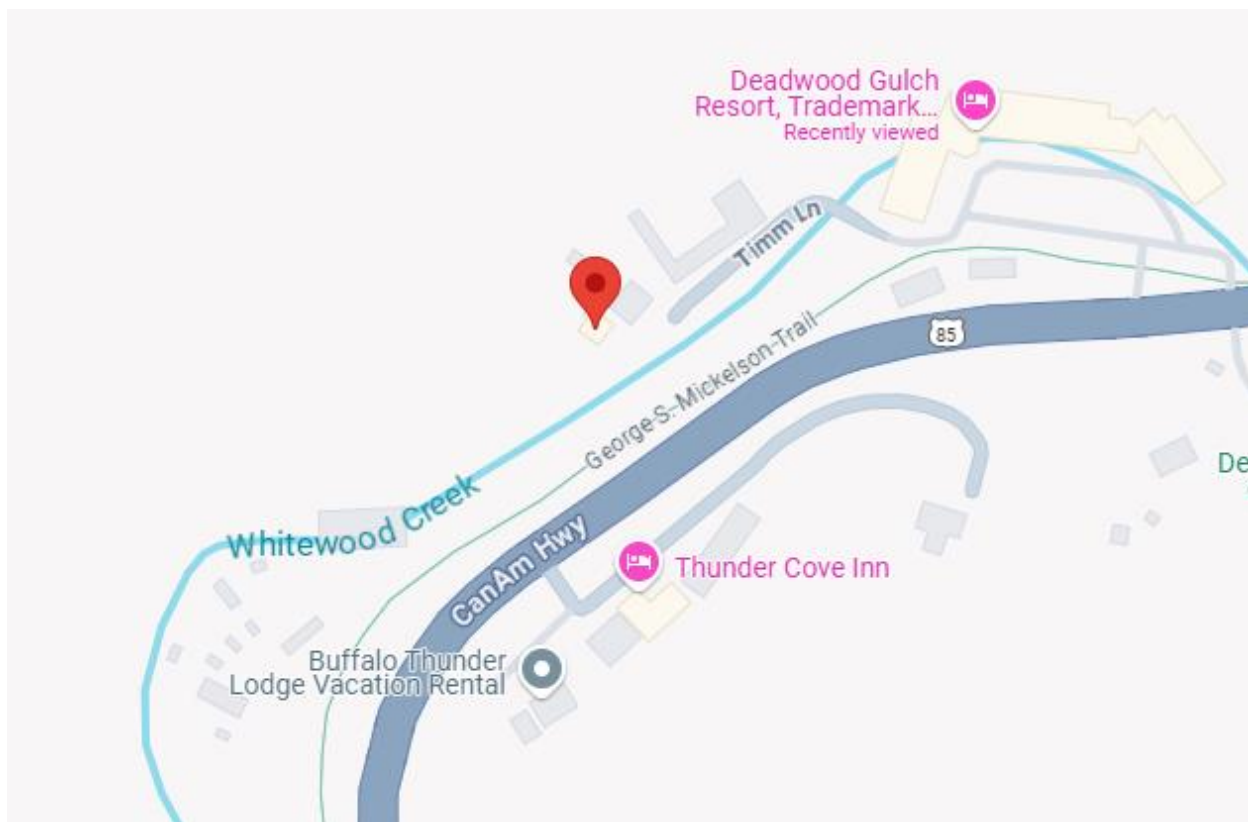 Deadwood Gulch
Resort, Trademark...
Recently viewed
Timm Ln
85
George S. Mickelson Trail
De
Whitewood Creek
CanAm Hwy
Thunder Cove Inn
Buffalo Thunder
Lodge Vacation Rental